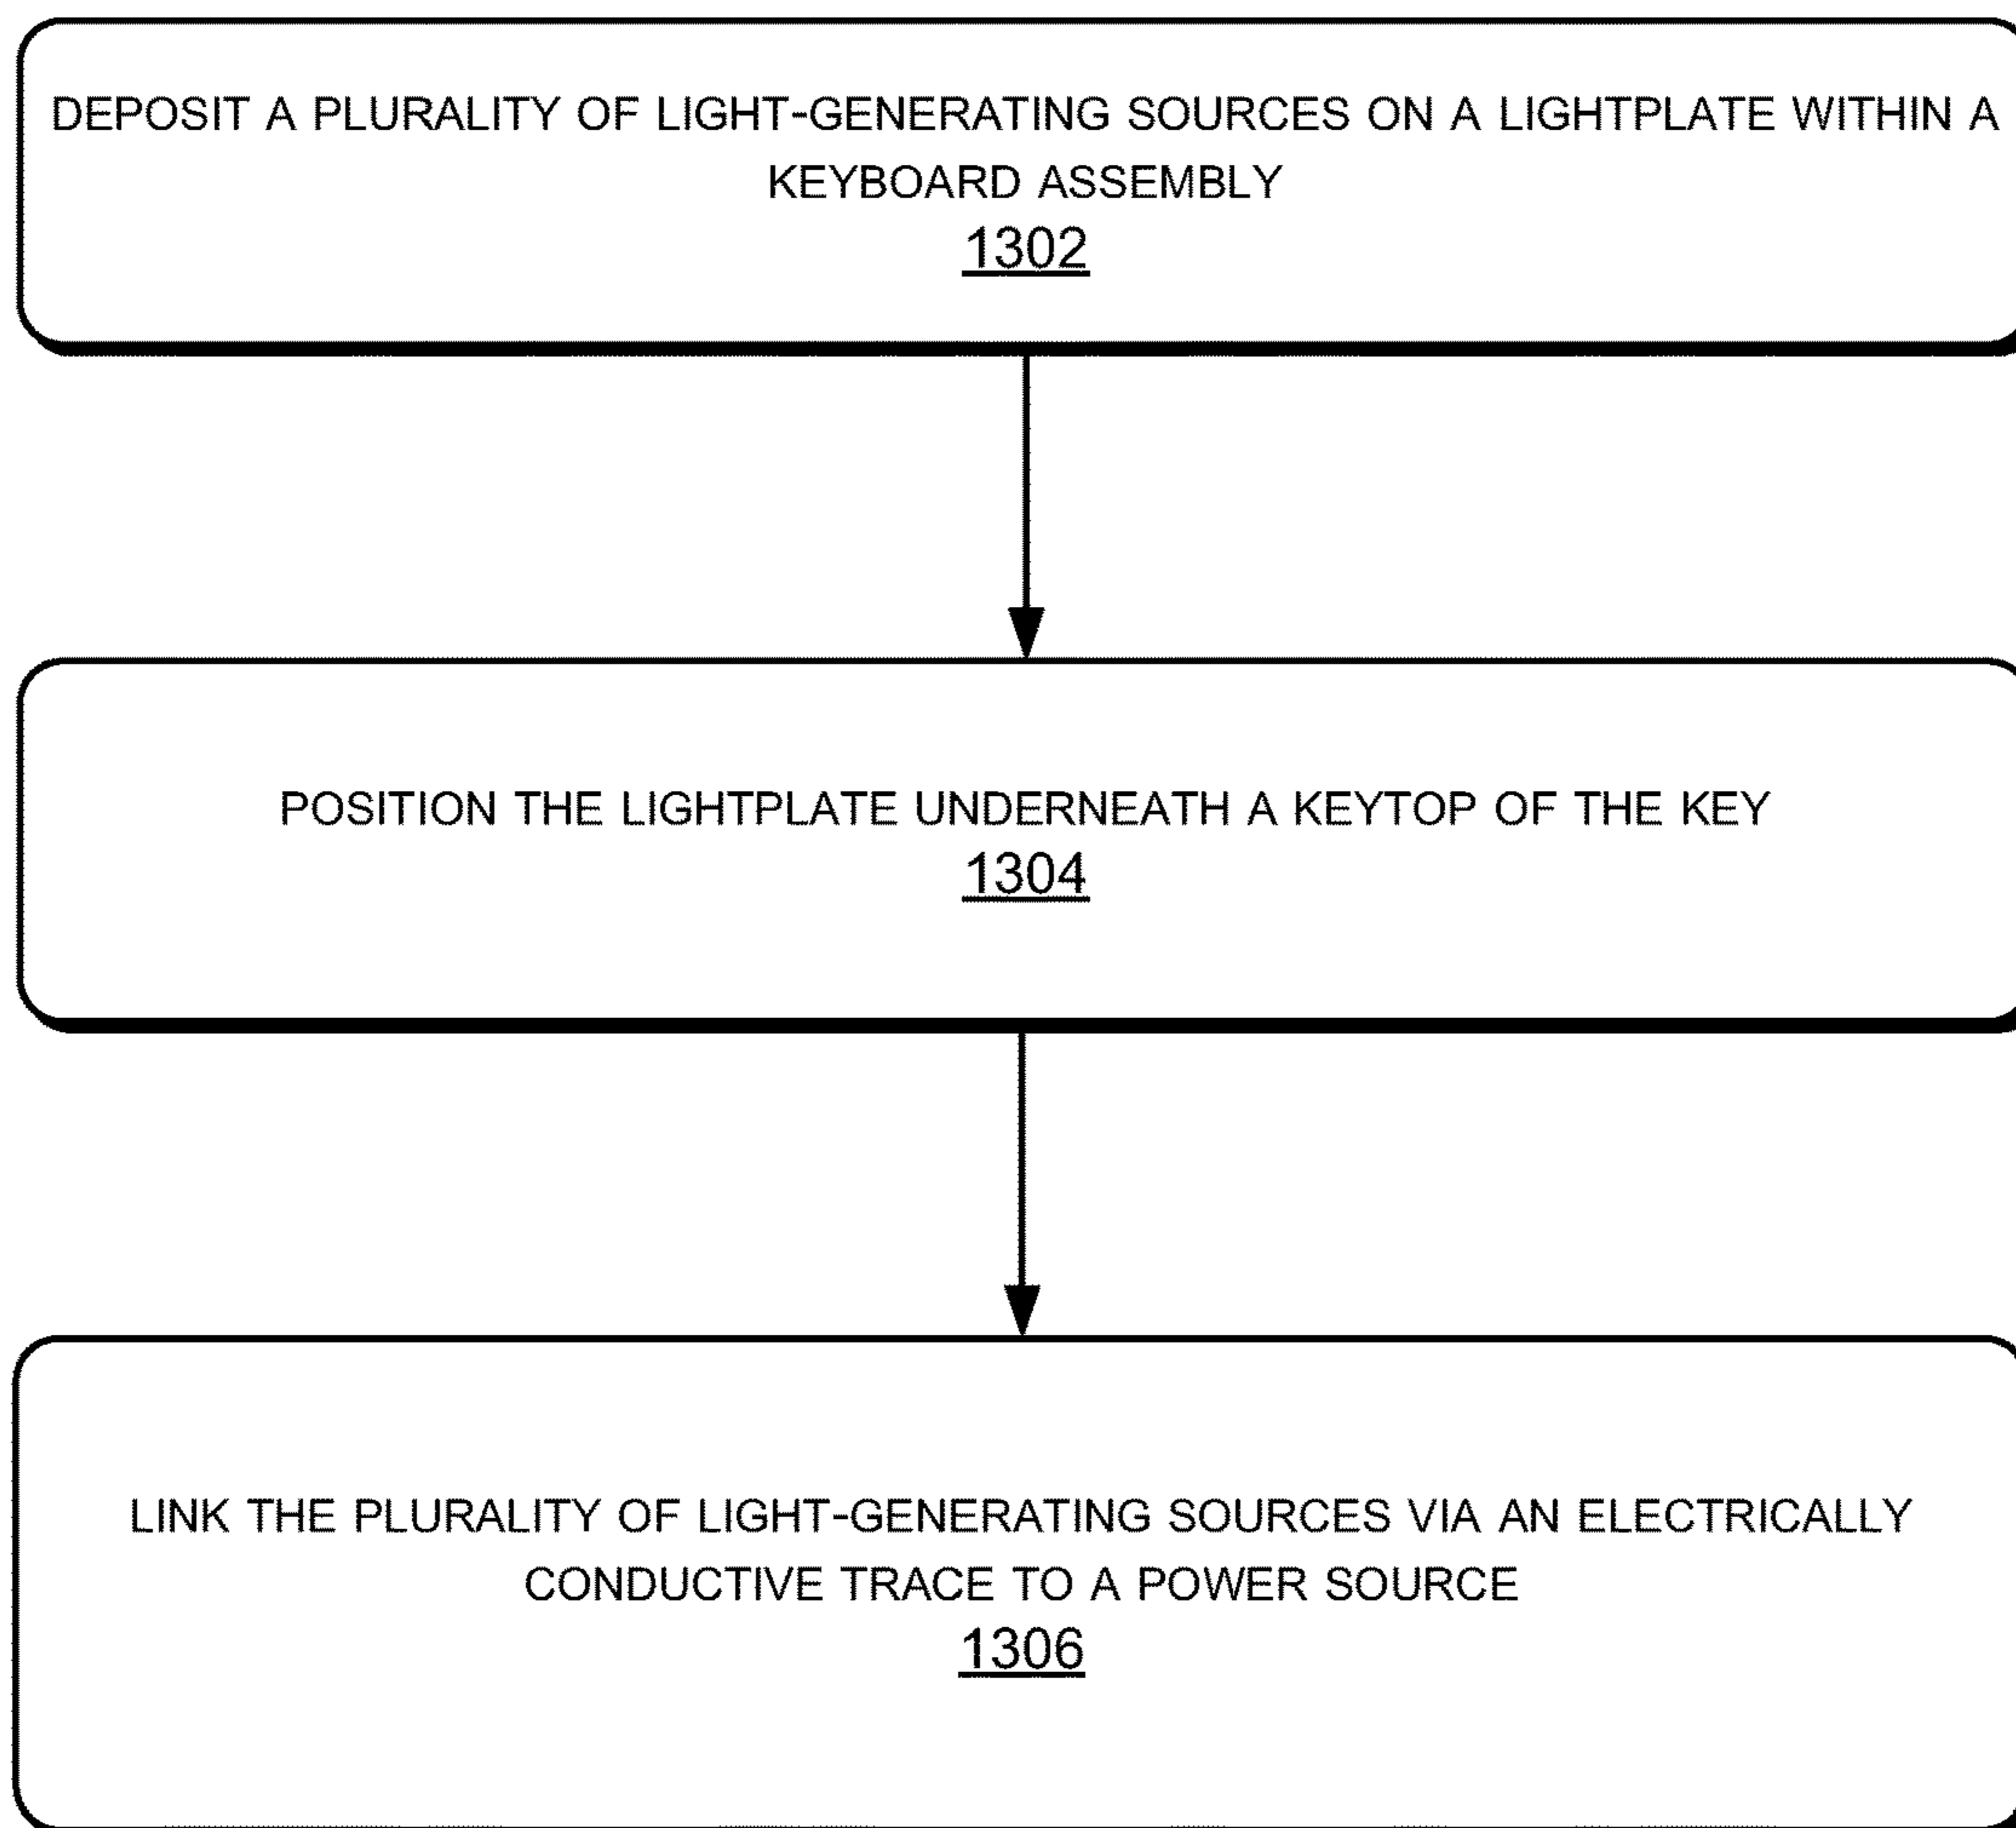 DEPOSIT A PLURALITY OF LIGHT-GENERATING SOURCES ON A LIGHTPLATE WITHIN A
KEYBOARD ASSEMBLY
1302
POSITION THE LIGHTPLATE UNDERNEATH A KEYTOP OF THE KEY
1304
LINK THE PLURALITY OF LIGHT-GENERATING SOURCES VIA AN ELECTRICALLY
CONDUCTIVE TRACE TO A POWER SOURCE
1306